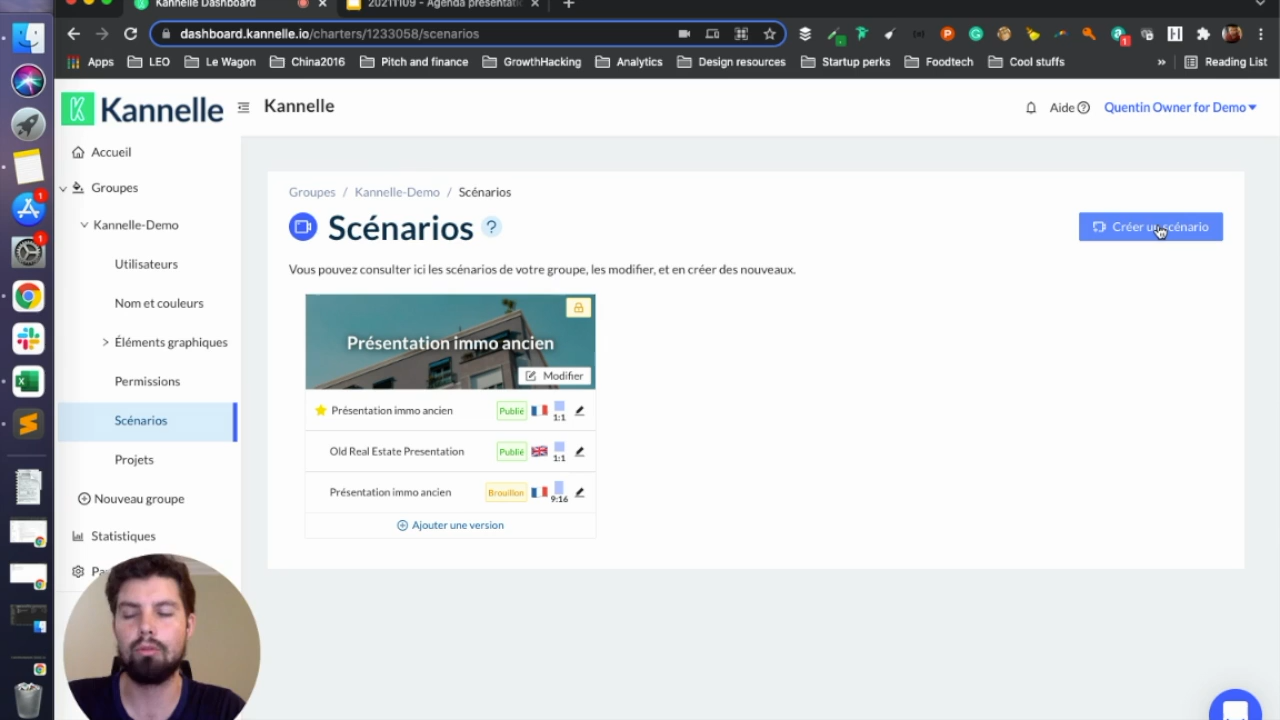 Kannelle Dashboard
20211109 - Agenda présentati
dashboard.kannelle.io/charters/1233058/scenarios
Apps LEO Le Wagon China2016 Pitch and finance GrowthHacking Analytics Design resources Startup perks Foodtech Cool stuffs » Reading List
Kannelle
Kannelle
Aide
Quentin Owner for Demo
Accueil
Groupes
Kannelle-Demo
Utilisateurs
Nom et couleurs
Éléments graphiques
Permissions
Scénarios
Projets
Nouveau groupe
Statistiques
Groupes / Kannelle-Demo / Scénarios
Scénarios ?
Créer un scénario
Vous pouvez consulter ici les scénarios de votre groupe, les modifier, et en créer des nouveaux.
Présentation immo ancien
Modifier
Présentation immo ancien Publié 1:1
Old Real Estate Presentation Publié 1:1
Présentation immo ancien Brouillon 9:16
Ajouter une version